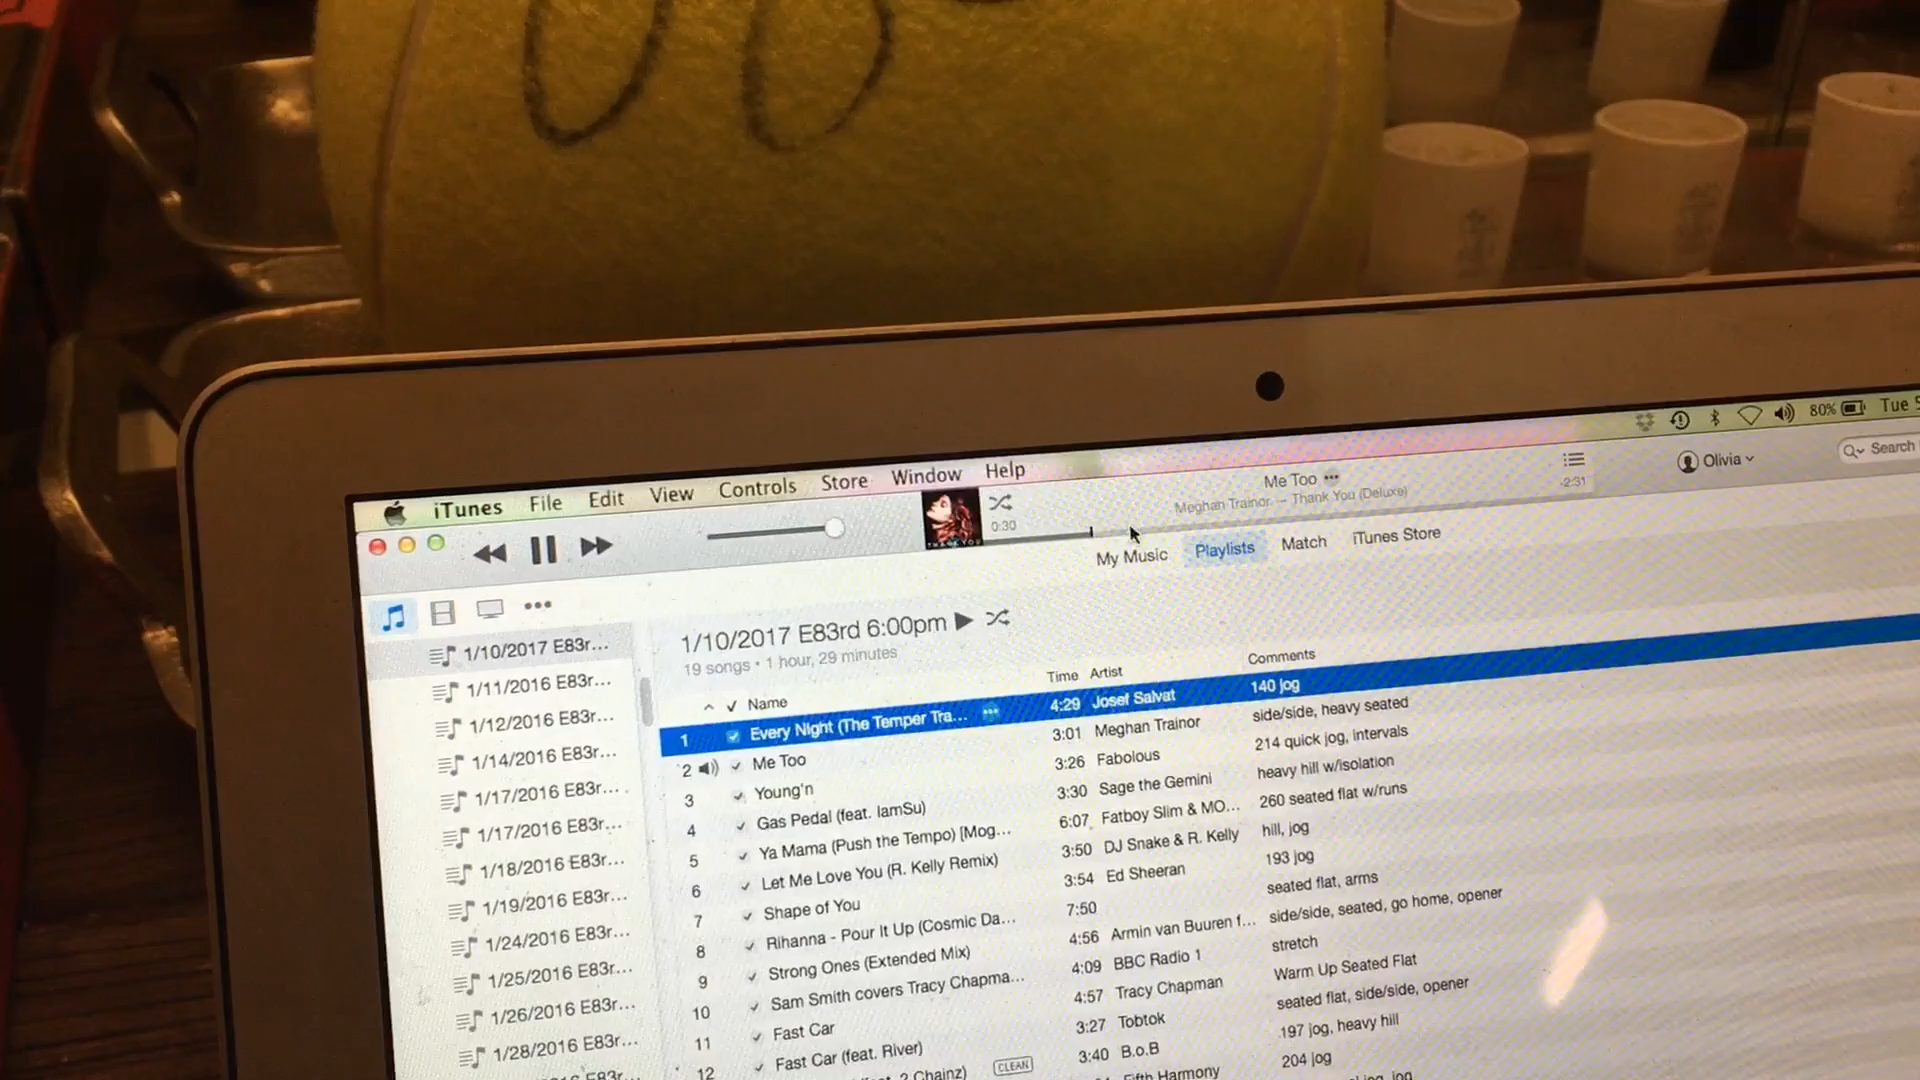 iTunes File Edit View Controls Store Window Help
80% Tue
Me Too •••
Meghan Trainor — Thank You (Deluxe)
0:30
-2:31
Olivia
Search
THANK YOU
My Music Playlists Match iTunes Store
1/10/2017 E83rd 6:00pm
19 songs • 1 hour, 29 minutes
1/10/2017 E83r...
1/11/2016 E83r...
1/12/2016 E83r...
1/14/2016 E83r...
1/17/2016 E83r...
1/17/2016 E83r...
1/18/2016 E83r...
1/19/2016 E83r...
1/24/2016 E83r...
1/25/2016 E83r...
1/26/2016 E83r...
1/28/2016 E83r...
E83r...
✓ Name Time Artist Comments
1 ✓ Every Night (The Temper Tra... ••• 4:29 Josef Salvat 140 jog
2 ✓ Me Too 3:01 Meghan Trainor side/side, heavy seated
3 ✓ Young'n 3:26 Fabolous 214 quick jog, intervals
4 ✓ Gas Pedal (feat. IamSu) 3:30 Sage the Gemini heavy hill w/isolation
5 ✓ Ya Mama (Push the Tempo) [Mog... 6:07 Fatboy Slim & MO... 260 seated flat w/runs
6 ✓ Let Me Love You (R. Kelly Remix) 3:50 DJ Snake & R. Kelly hill, jog
7 ✓ Shape of You 3:54 Ed Sheeran 193 jog
8 ✓ Rihanna - Pour It Up (Cosmic Da... 7:50 seated flat, arms
9 ✓ Strong Ones (Extended Mix) 4:56 Armin van Buuren f... side/side, seated, go home, opener
10 ✓ Sam Smith covers Tracy Chapma... 4:09 BBC Radio 1 stretch
11 ✓ Fast Car 4:57 Tracy Chapman Warm Up Seated Flat
12 ✓ Fast Car (feat. River) 3:27 Tobtok seated flat, side/side, opener
2 Chainz) CLEAN 3:40 B.o.B 197 jog, heavy hill
Fifth Harmony 204 jog